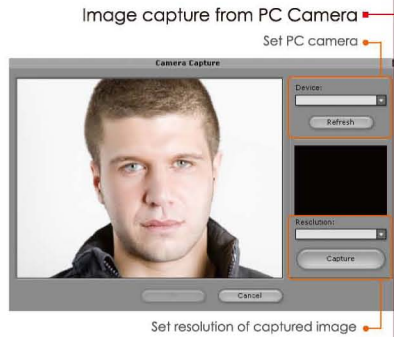 Image capture from PC Camera
Set PC camera
Camera Capture
Device:
Refresh
Resolution:
Capture
Cancel
Set resolution of captured image